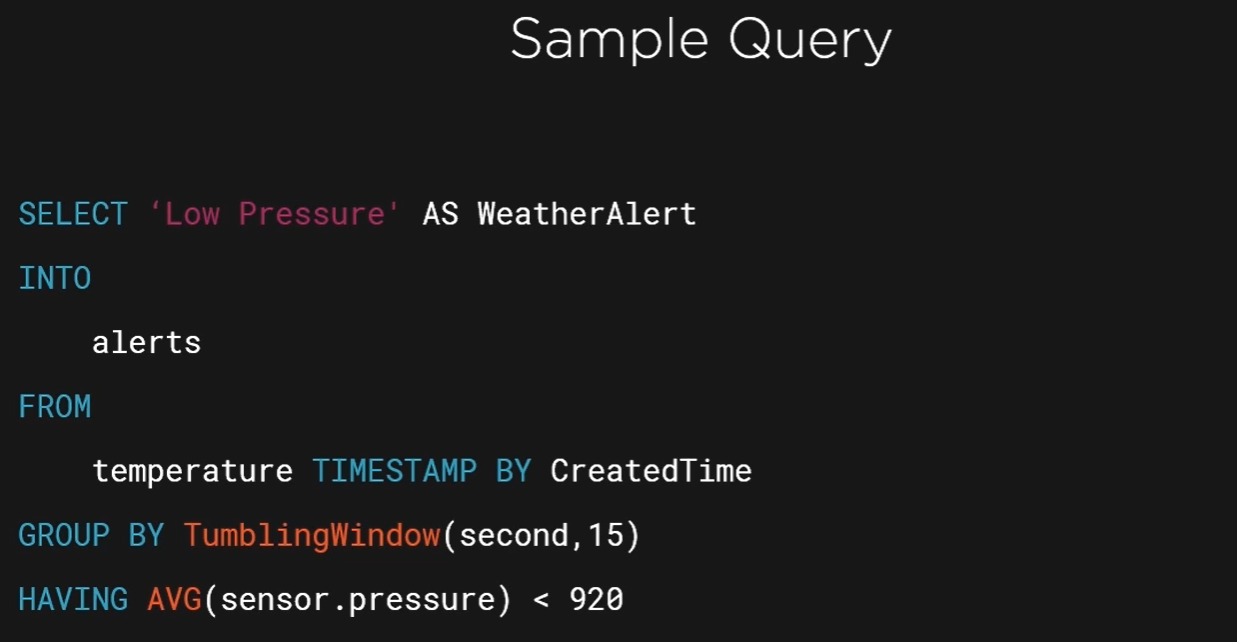 Sample Query
SELECT ‘Low Pressure' AS WeatherAlert
INTO
alerts
FROM
temperature TIMESTAMP BY CreatedTime
GROUP BY TumblingWindow(second,15)
HAVING AVG(sensor.pressure) < 920